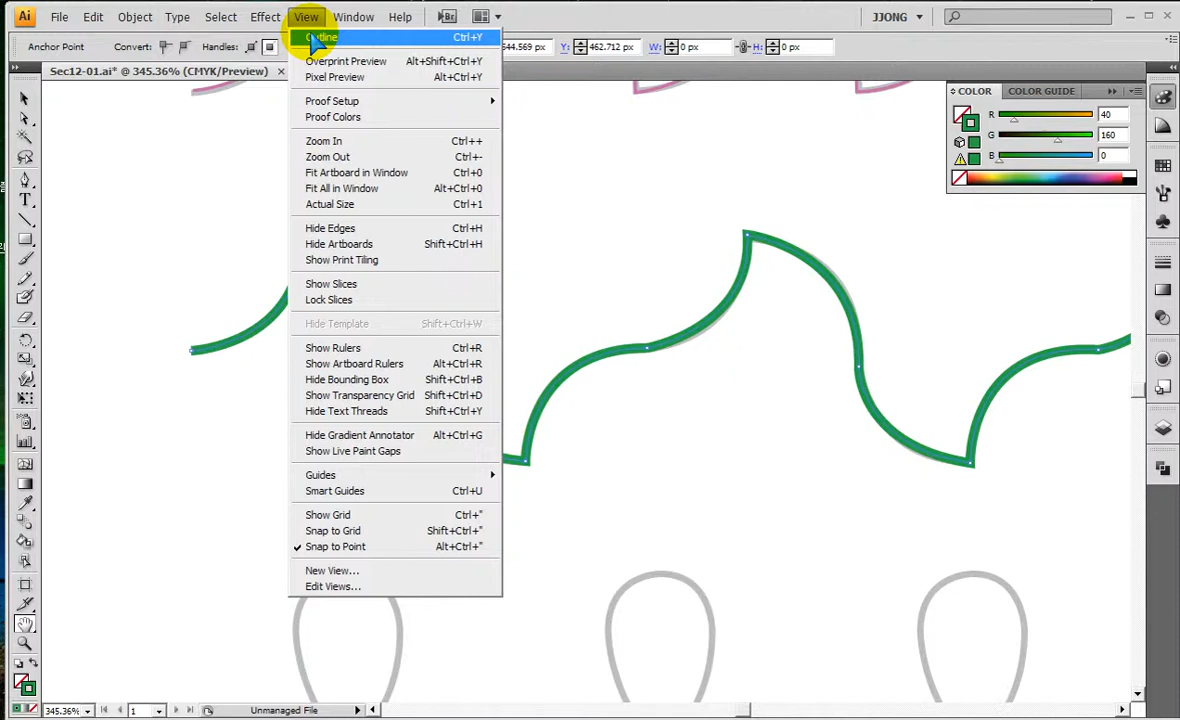 Ai File Edit Object Type Select Effect View Window Help Br JJONG
Anchor Point Convert: Handles: 544.569 px Y: 462.712 px W: 0 px H: 0 px
Sec12-01.ai* @ 345.36% (CMYK/Preview)
Outline Ctrl+Y
Overprint Preview Alt+Shift+Ctrl+Y
Pixel Preview Alt+Ctrl+Y
Proof Setup
Proof Colors
Zoom In Ctrl++
Zoom Out Ctrl+-
Fit Artboard in Window Ctrl+0
Fit All in Window Alt+Ctrl+0
Actual Size Ctrl+1
Hide Edges Ctrl+H
Hide Artboards Shift+Ctrl+H
Show Print Tiling
Show Slices
Lock Slices
Hide Template Shift+Ctrl+W
Show Rulers Ctrl+R
Show Artboard Rulers Alt+Ctrl+R
Hide Bounding Box Shift+Ctrl+B
Show Transparency Grid Shift+Ctrl+D
Hide Text Threads Shift+Ctrl+Y
Hide Gradient Annotator Alt+Ctrl+G
Show Live Paint Gaps
Guides
Smart Guides Ctrl+U
Show Grid Ctrl+"
Snap to Grid Shift+Ctrl+"
Snap to Point Alt+Ctrl+"
New View...
Edit Views...
COLOR COLOR GUIDE
R 40
G 160
B 0
345.36% 1 Unmanaged File